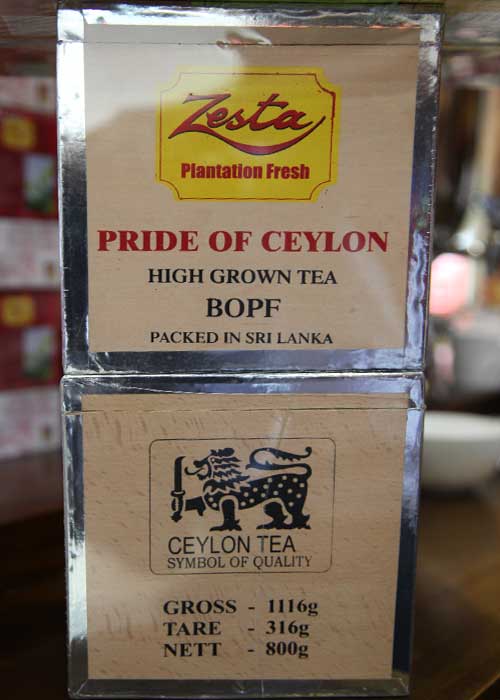 Zesta
Plantation Fresh
PRIDE OF CEYLON
HIGH GROWN TEA
BOPF
PACKED IN SRI LANKA
CEYLON TEA
SYMBOL OF QUALITY
GROSS - 1116g
TARE - 316g
NETT - 800g